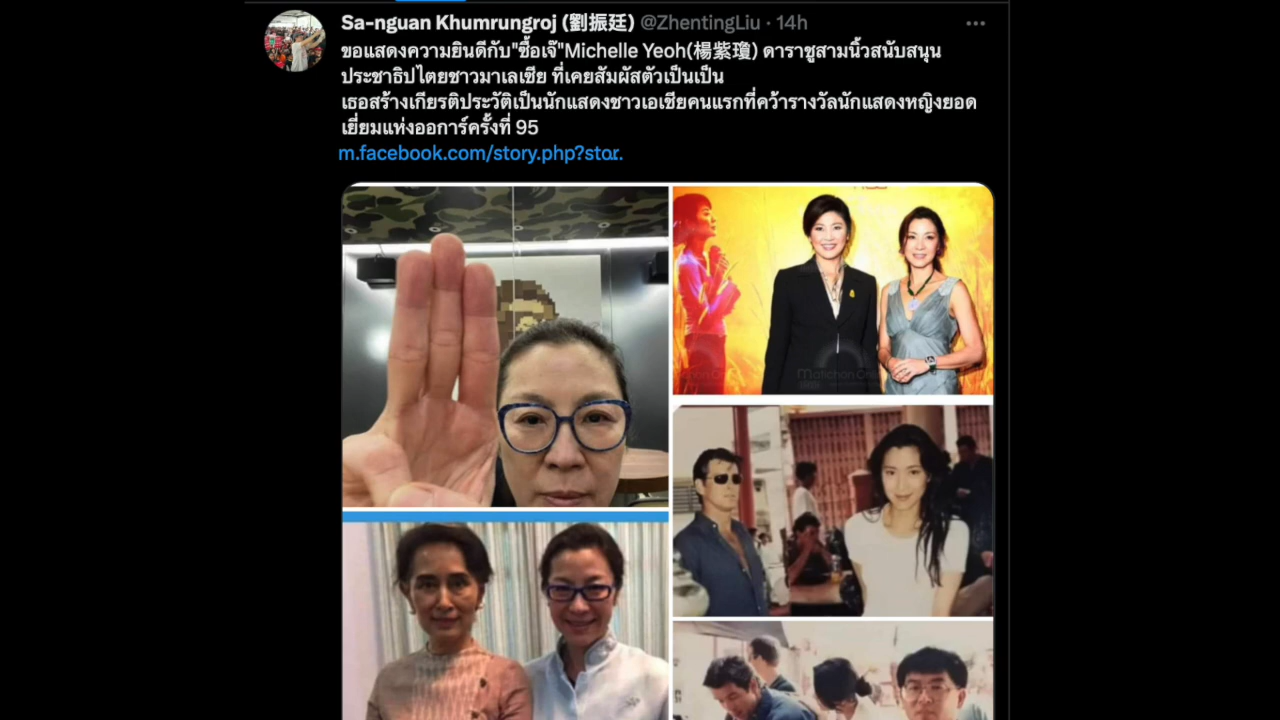 Sa-nguan Khumrungroj (劉振廷) @ZhentingLiu · 14h
ขอแสดงความยินดีกับ"ซื้อเจ๊"Michelle Yeoh(楊紫瓊) ดาราชูสามนิ้วสนับสนุน
ประชาธิปไตยชาวมาเลเซีย ที่เคยสัมผัสตัวเป็นเป็น
เธอสร้างเกียรติประวัติเป็นนักแสดงชาวเอเชียคนแรกที่คว้ารางวัลนักแสดงหญิงยอด
เยี่ยมแห่งออการ์ครั้งที่ 95
m.facebook.com/story.php?stor.